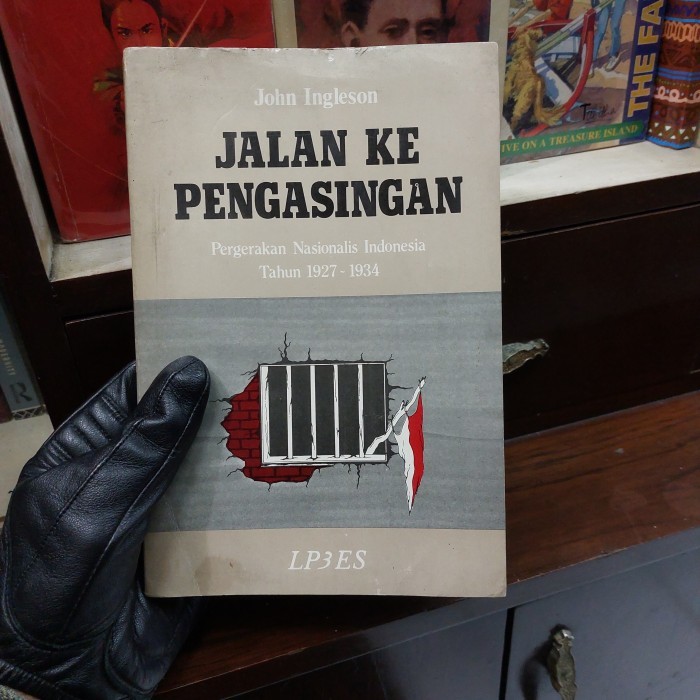 John Ingleson
JALAN KE
PENGASINGAN
Pergerakan Nasionalis Indonesia
Tahun 1927 - 1934
LP3ES
IVE ON A TREASURE ISLAND
THE FA
R